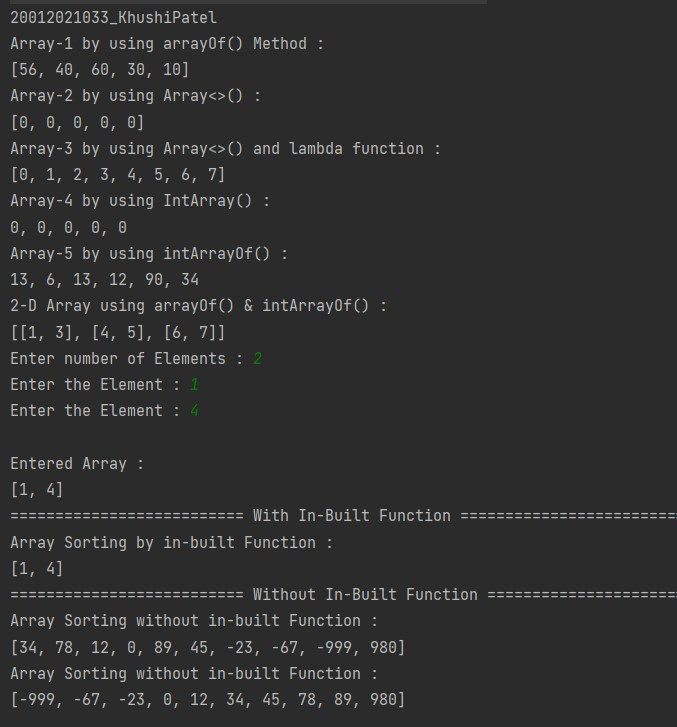 20012021033_KhushiPatel
Array-1 by using arrayOf() Method :
[56, 40, 60, 30, 10]
Array-2 by using Array<>() :
[0, 0, 0, 0, 0]
Array-3 by using Array<>() and lambda function :
[0, 1, 2, 3, 4, 5, 6, 7]
Array-4 by using IntArray() :
0, 0, 0, 0, 0
Array-5 by using intArrayOf() :
13, 6, 13, 12, 90, 34
2-D Array using arrayOf() & intArrayOf() :
[[1, 3], [4, 5], [6, 7]]
Enter number of Elements : 2
Enter the Element : 1
Enter the Element : 4
Entered Array :
[1, 4]
========================== With In-Built Function ========================
Array Sorting by in-built Function :
[1, 4]
========================== Without In-Built Function =====================
Array Sorting without in-built Function :
[34, 78, 12, 0, 89, 45, -23, -67, -999, 980]
Array Sorting without in-built Function :
[-999, -67, -23, 0, 12, 34, 45, 78, 89, 980]